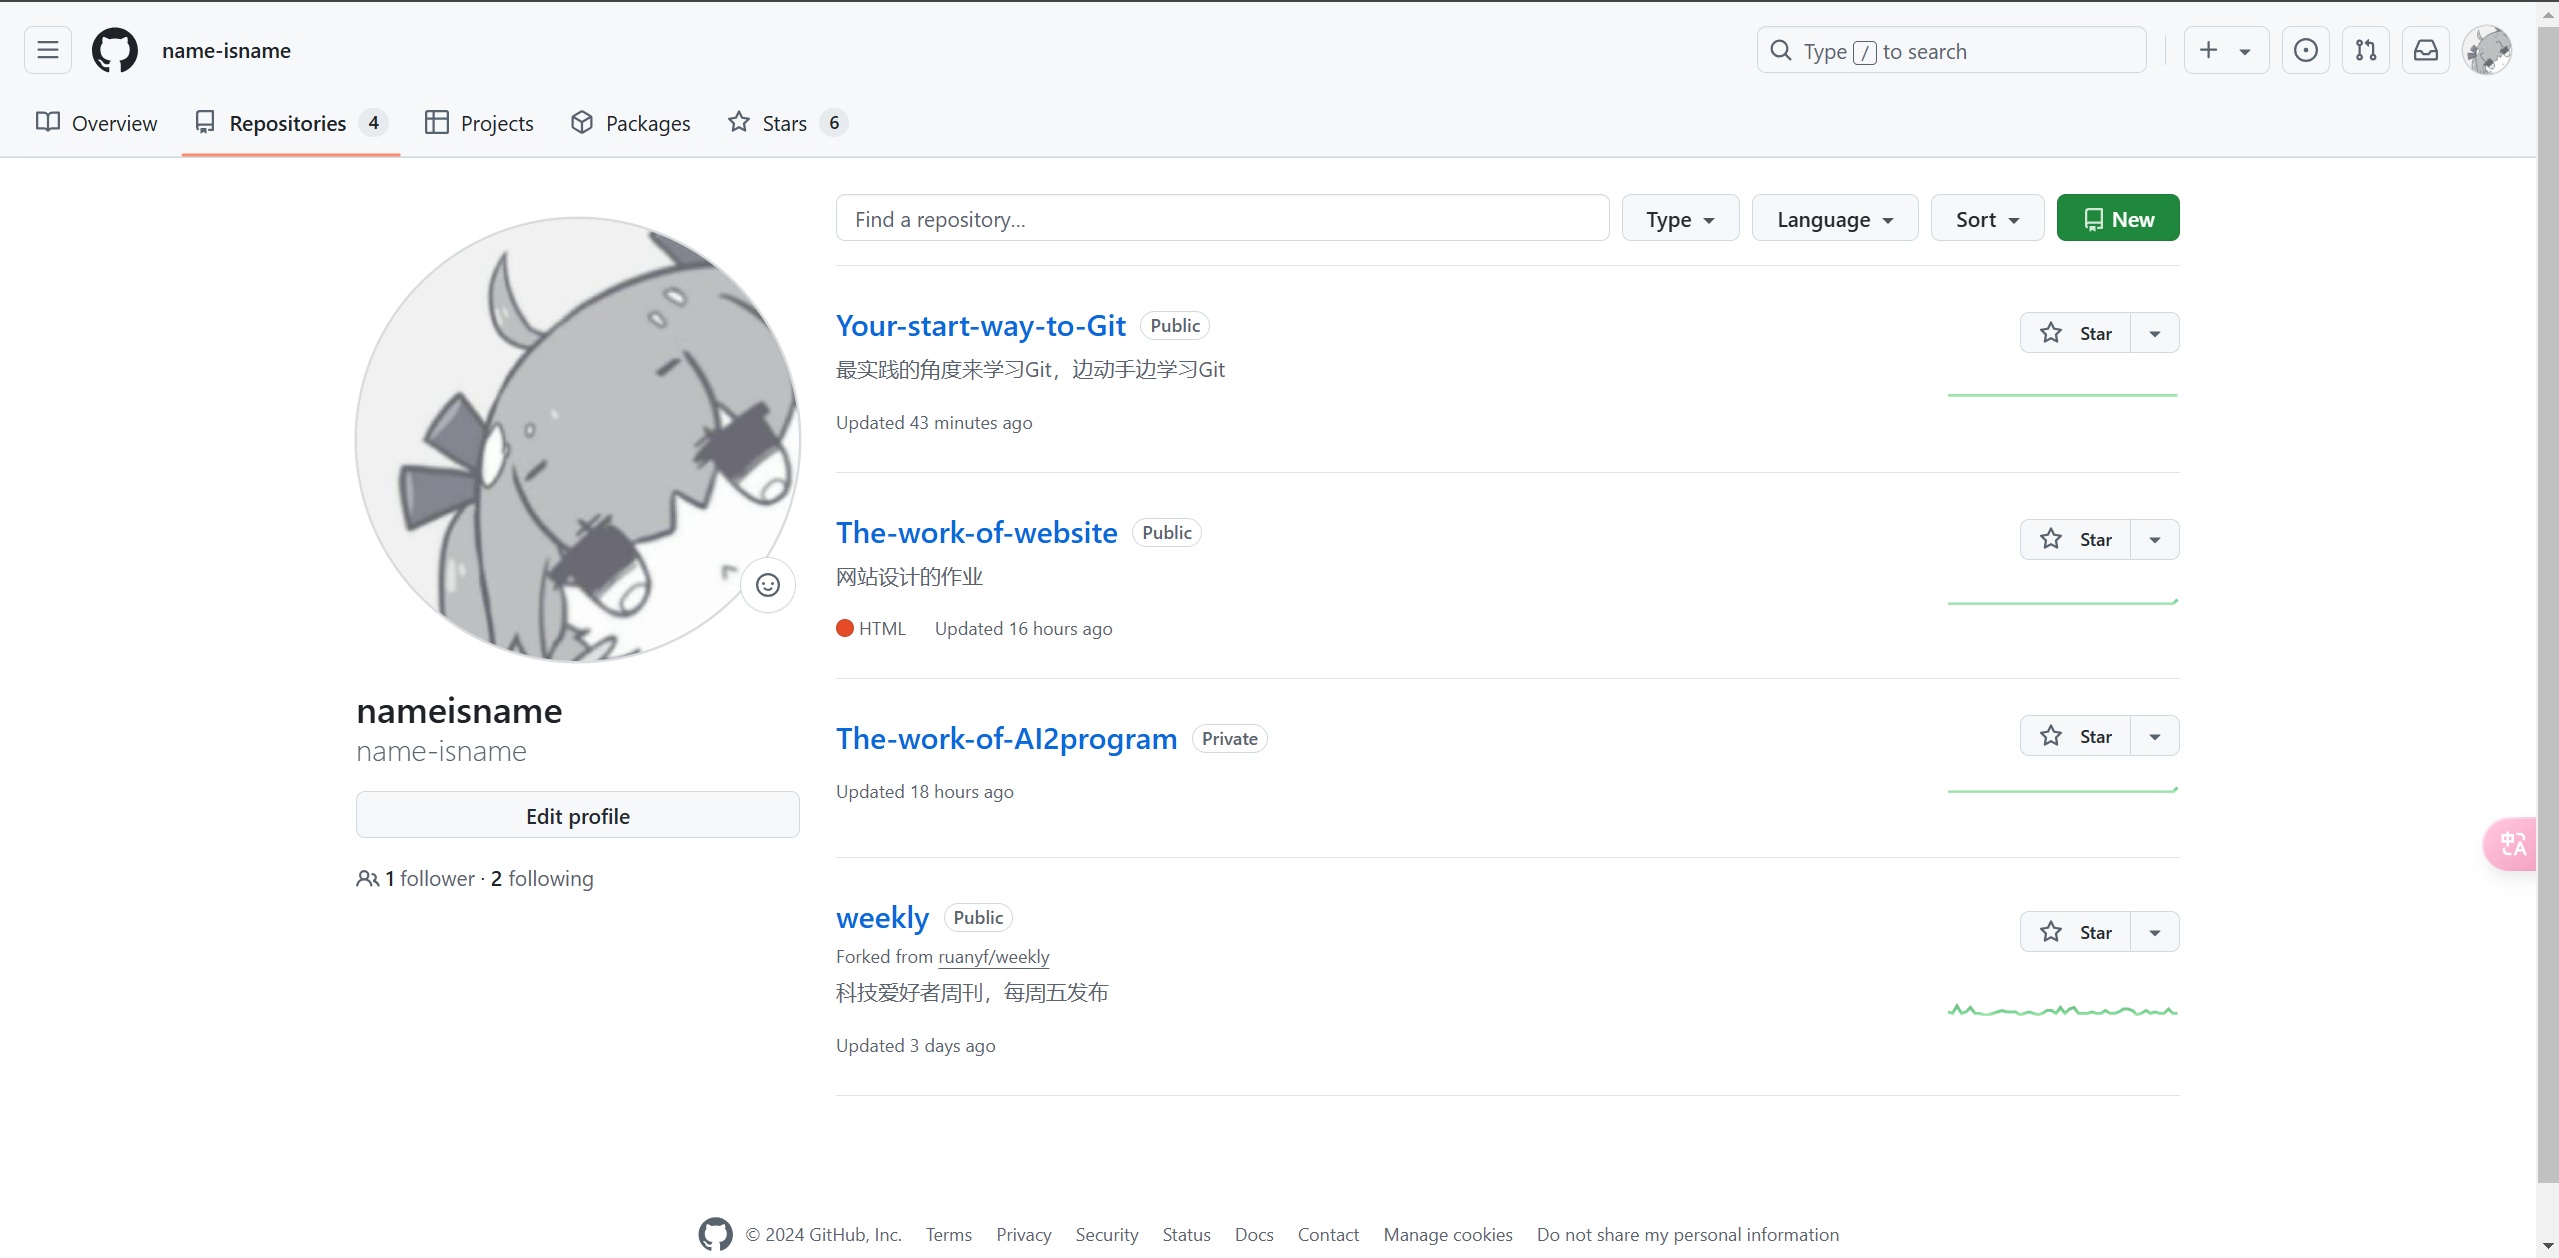 name-isname
Type / to search
Overview
Repositories 4
Projects
Packages
Stars 6
Find a repository...
Type
Language
Sort
New
Your-start-way-to-Git Public
Star
最实践的角度来学习Git，边动手边学习Git
Updated 43 minutes ago
The-work-of-website Public
Star
网站设计的作业
HTML Updated 16 hours ago
The-work-of-AI2program Private
Star
Updated 18 hours ago
weekly Public
Star
Forked from ruanyf/weekly
科技爱好者周刊，每周五发布
Updated 3 days ago
nameisname
name-isname
Edit profile
1 follower · 2 following
中A
© 2024 GitHub, Inc. Terms Privacy Security Status Docs Contact Manage cookies Do not share my personal information